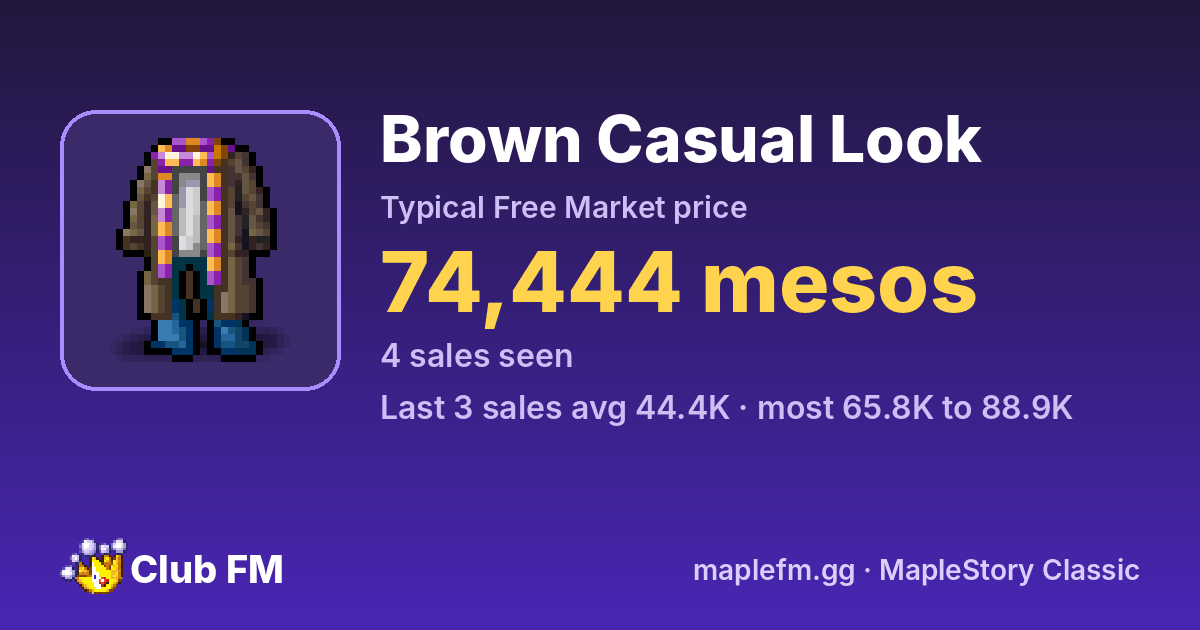 Brown Casual Look
Typical Free Market price
74,444 mesos
4 sales seen
Last 3 sales avg 44.4K · most 65.8K to 88.9K
Club FM
maplefm.gg · MapleStory Classic